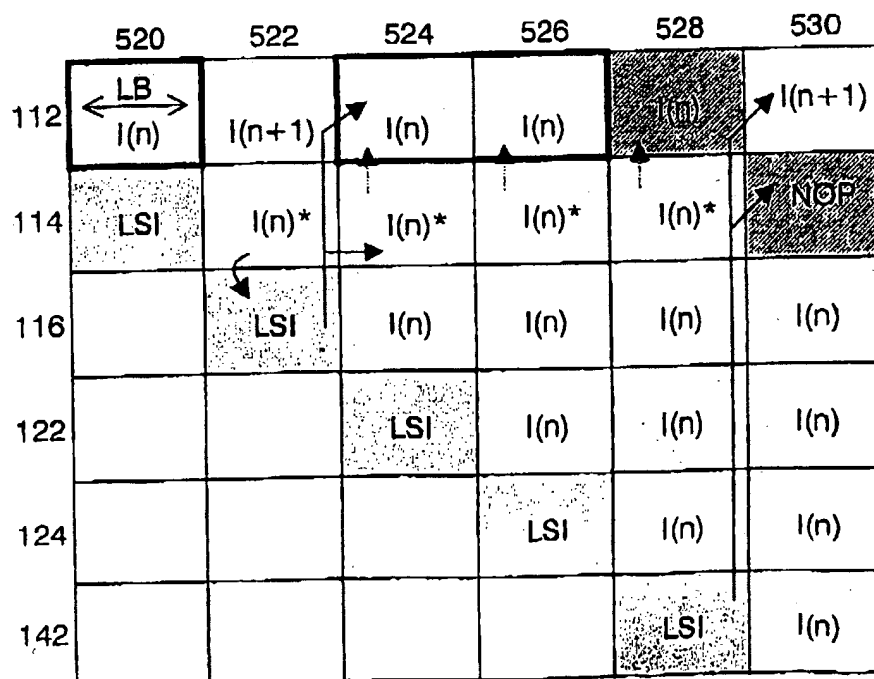 520 522 524 526 528 530
LB
112 I(n) I(n+1) I(n) I(n) I(n) I(n+1)
114 LSI I(n)* I(n)* I(n)* I(n)* NOP
116 LSI I(n) I(n) I(n) I(n)
122 LSI I(n) I(n) I(n)
124 LSI I(n) I(n)
142 LSI I(n)